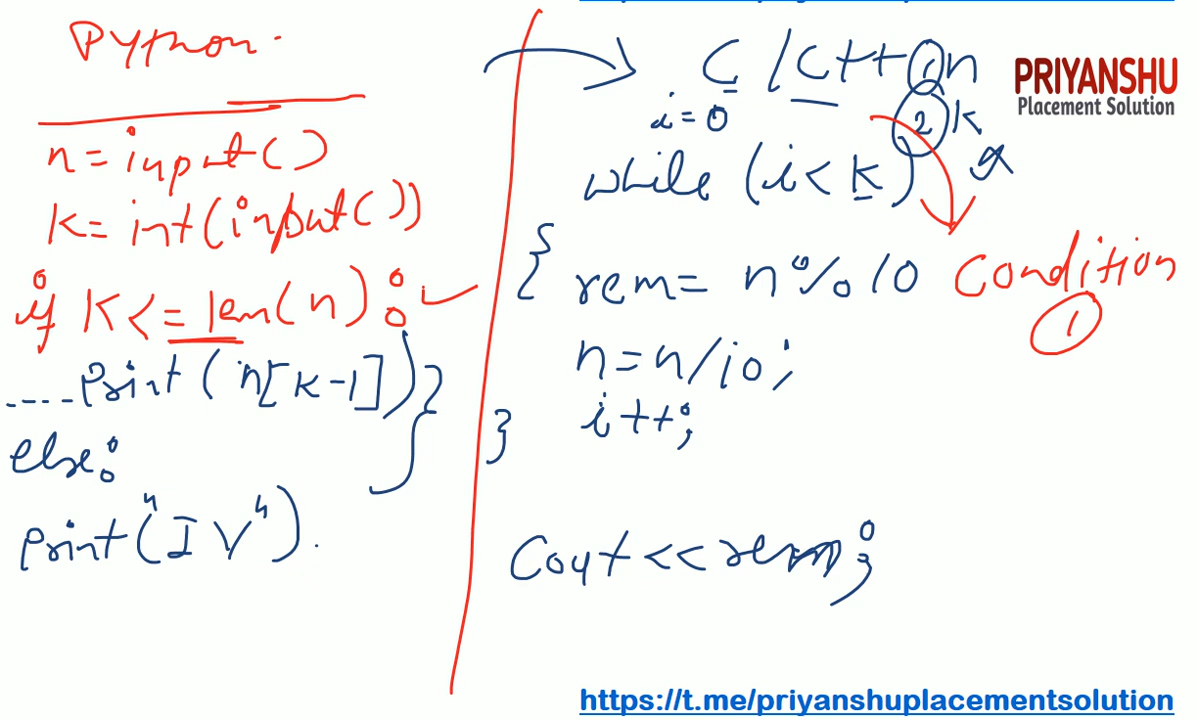 Python.
n = input()
k = int(input())
if k <= len(n):
....print(n[k-1])}
else:
print("IV").
C/C++ ① n
i = 0 ② k
while (i < k)
{ rem = n % 10
n = n/10;
i++;
}
Cout << rem;
Condition
①
PRIYANSHU
Placement Solution
https://t.me/priyanshuplacementsolution